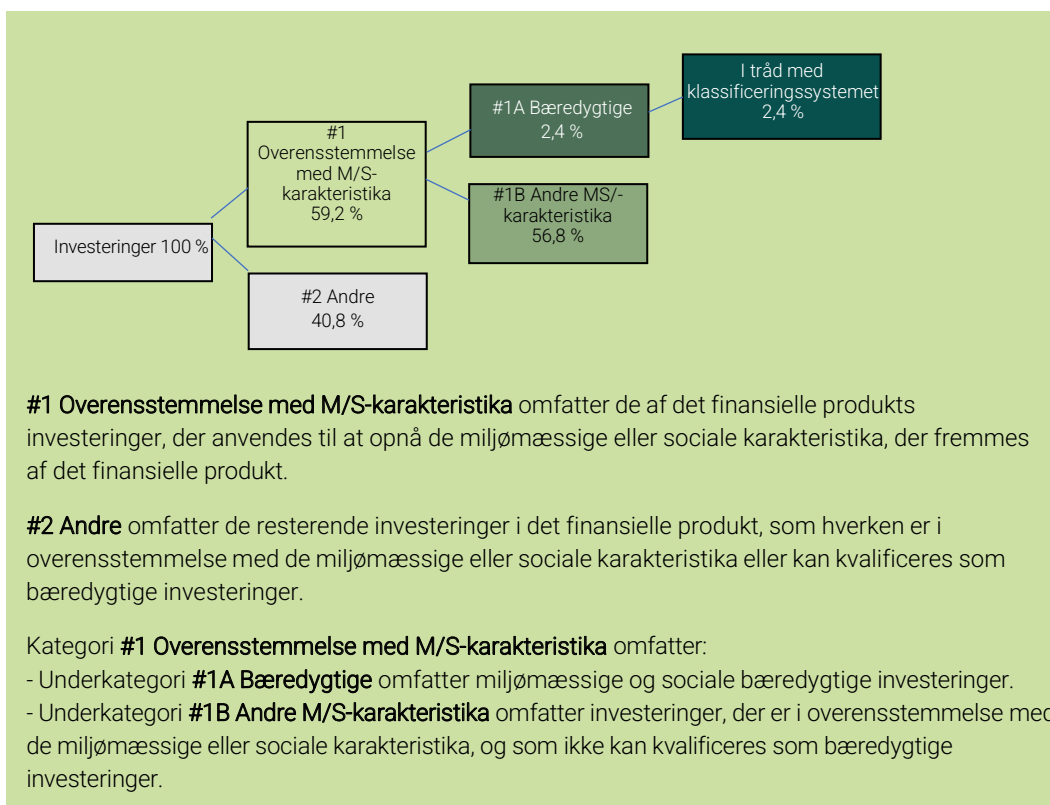 I tråd med
klassificeringssystemet
2,4 %
#1A Bæredygtige
2,4 %
#1
Overensstemmelse
med M/S-
karakteristika
59,2 %
#1B Andre MS/-
karakteristika
56,8 %
Investeringer 100 %
#2 Andre
40,8 %
#1 Overensstemmelse med M/S-karakteristika omfatter de af det finansielle produkts
investeringer, der anvendes til at opnå de miljømæssige eller sociale karakteristika, der fremmes
af det finansielle produkt.
#2 Andre omfatter de resterende investeringer i det finansielle produkt, som hverken er i
overensstemmelse med de miljømæssige eller sociale karakteristika eller kan kvalificeres som
bæredygtige investeringer.
Kategori #1 Overensstemmelse med M/S-karakteristika omfatter:
- Underkategori #1A Bæredygtige omfatter miljømæssige og sociale bæredygtige investeringer.
- Underkategori #1B Andre M/S-karakteristika omfatter investeringer, der er i overensstemmelse med
de miljømæssige eller sociale karakteristika, og som ikke kan kvalificeres som bæredygtige
investeringer.